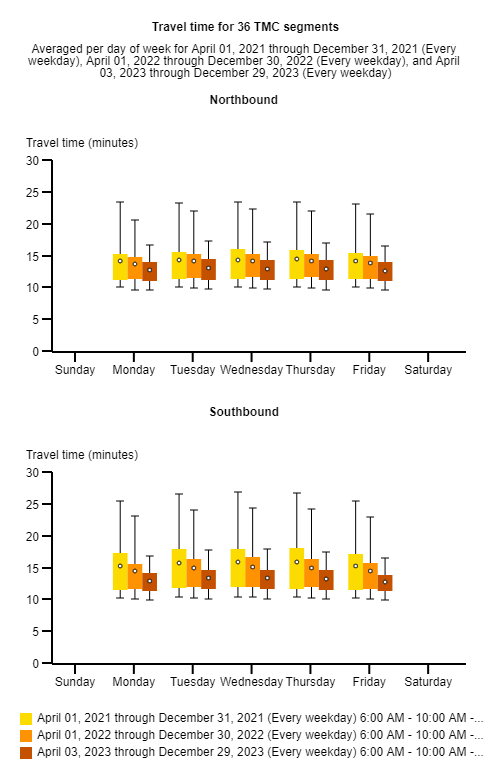 Travel time for 36 TMC segments
Averaged per day of week for April 01, 2021 through December 31, 2021 (Every
weekday), April 01, 2022 through December 30, 2022 (Every weekday), and April
03, 2023 through December 29, 2023 (Every weekday)
Northbound
Travel time (minutes)
30
25
20
15
10
5
0
Sunday Monday Tuesday Wednesday Thursday Friday Saturday
Southbound
Travel time (minutes)
30
25
20
15
10
5
0
Sunday Monday Tuesday Wednesday Thursday Friday Saturday
April 01, 2021 through December 31, 2021 (Every weekday) 6:00 AM - 10:00 AM -...
April 01, 2022 through December 30, 2022 (Every weekday) 6:00 AM - 10:00 AM -...
April 03, 2023 through December 29, 2023 (Every weekday) 6:00 AM - 10:00 AM -...